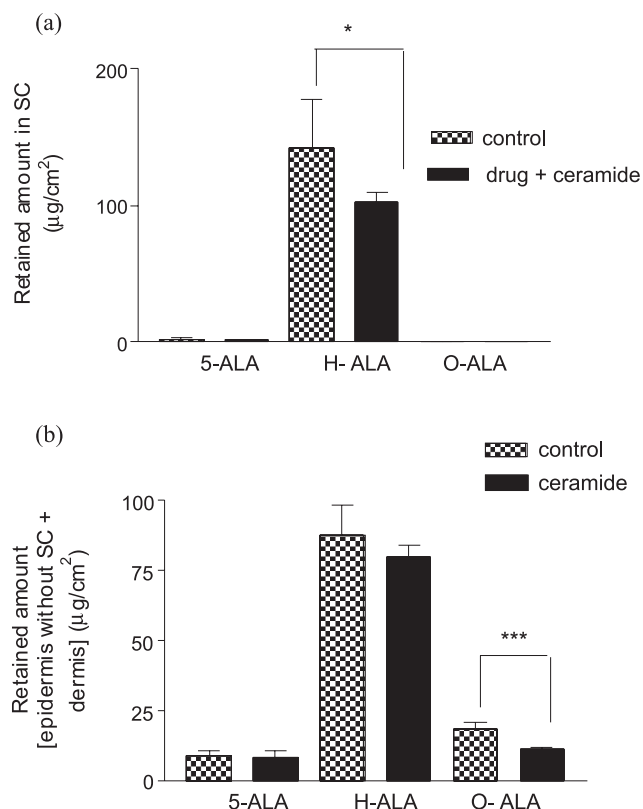 (a)
*
200
100
0
Retained amount in SC
(μg/cm²)
control
drug + ceramide
5-ALA H- ALA O-ALA
(b)
control
ceramide
100
75
50
25
0
Retained amount
[epidermis without SC +
dermis] (μg/cm²)
***
5-ALA H-ALA O- ALA